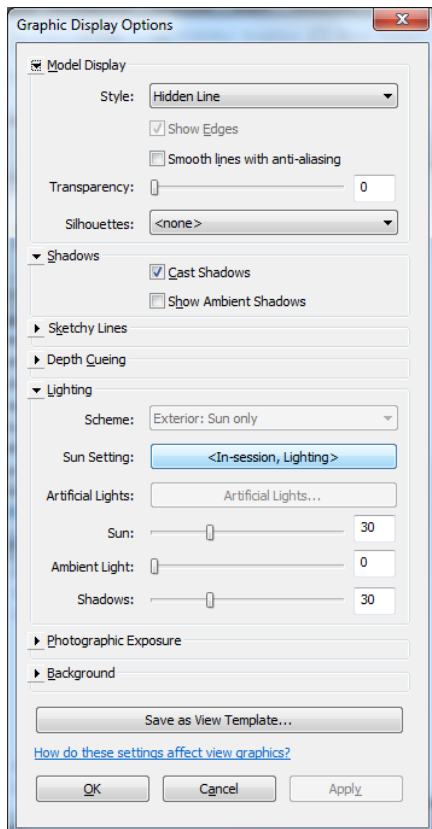 Graphic Display Options
Model Display
Style: Hidden Line
Show Edges
Smooth lines with anti-aliasing
Transparency: 0
Silhouettes: <none>
Shadows
Cast Shadows
Show Ambient Shadows
Sketchy Lines
Depth Cueing
Lighting
Scheme: Exterior: Sun only
Sun Setting: <In-session, Lighting>
Artificial Lights: Artificial Lights...
Sun: 30
Ambient Light: 0
Shadows: 30
Photographic Exposure
Background
Save as View Template...
How do these settings affect view graphics?
OK Cancel Apply